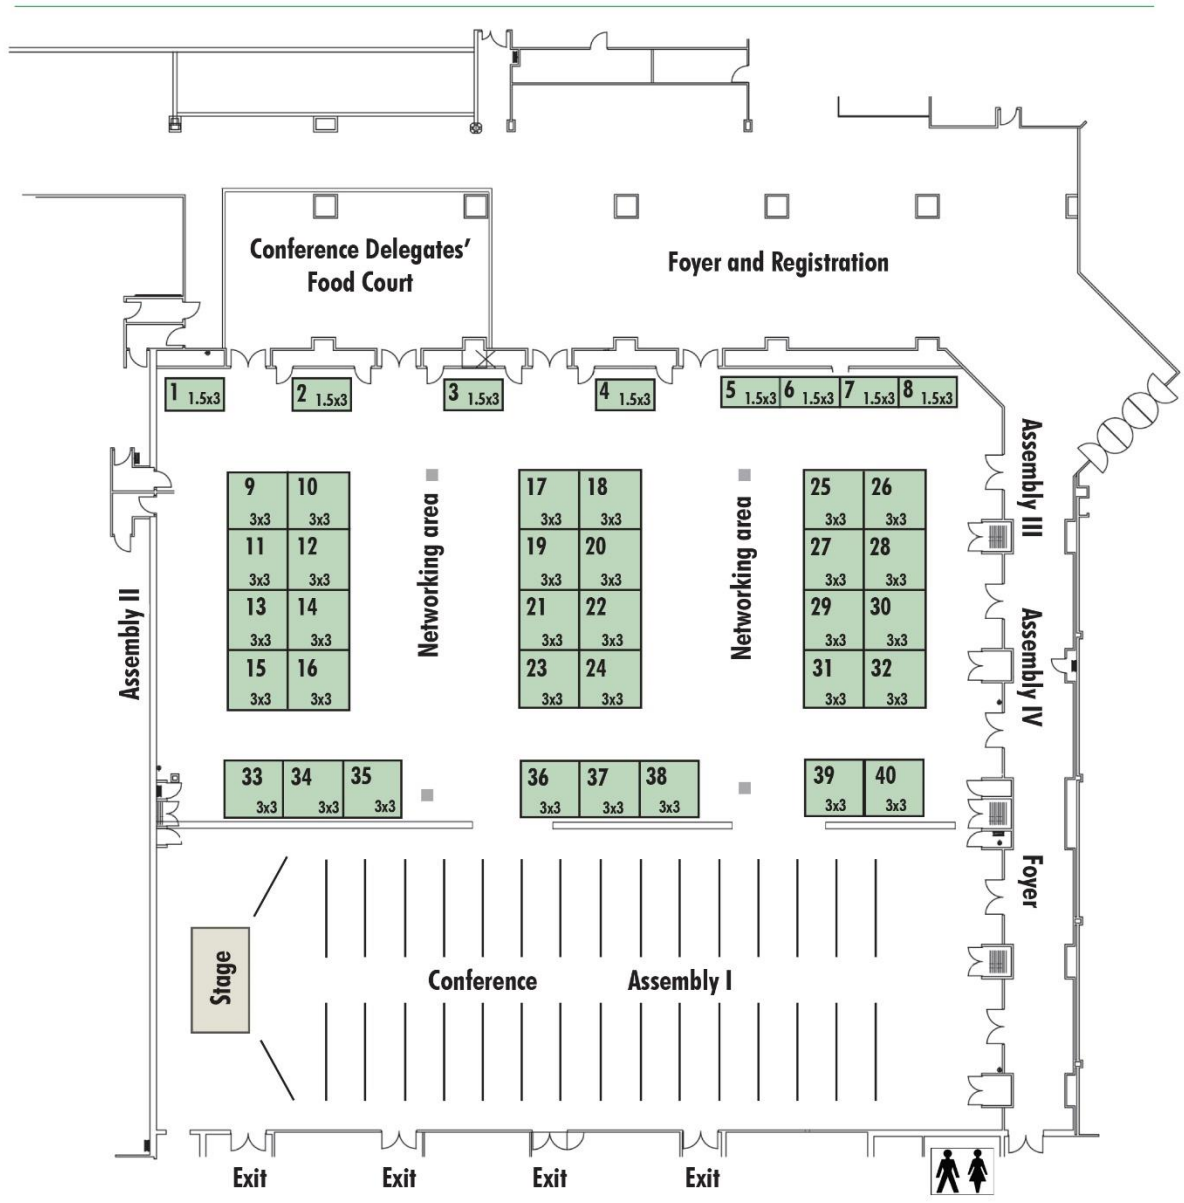 Conference Delegates’
Food Court
Foyer and Registration
1 1.5x3
2 1.5x3
3 1.5x3
4 1.5x3
5 1.5x3
6 1.5x3
7 1.5x3
8 1.5x3
9 3x3
10 3x3
11 3x3
12 3x3
13 3x3
14 3x3
15 3x3
16 3x3
Networking area
17 3x3
18 3x3
19 3x3
20 3x3
21 3x3
22 3x3
23 3x3
24 3x3
Networking area
25 3x3
26 3x3
27 3x3
28 3x3
29 3x3
30 3x3
31 3x3
32 3x3
Assembly II
Assembly III
Assembly IV
33 3x3
34 3x3
35 3x3
36 3x3
37 3x3
38 3x3
39 3x3
40 3x3
Foyer
Stage
Conference
Assembly I
Exit
Exit
Exit
Exit